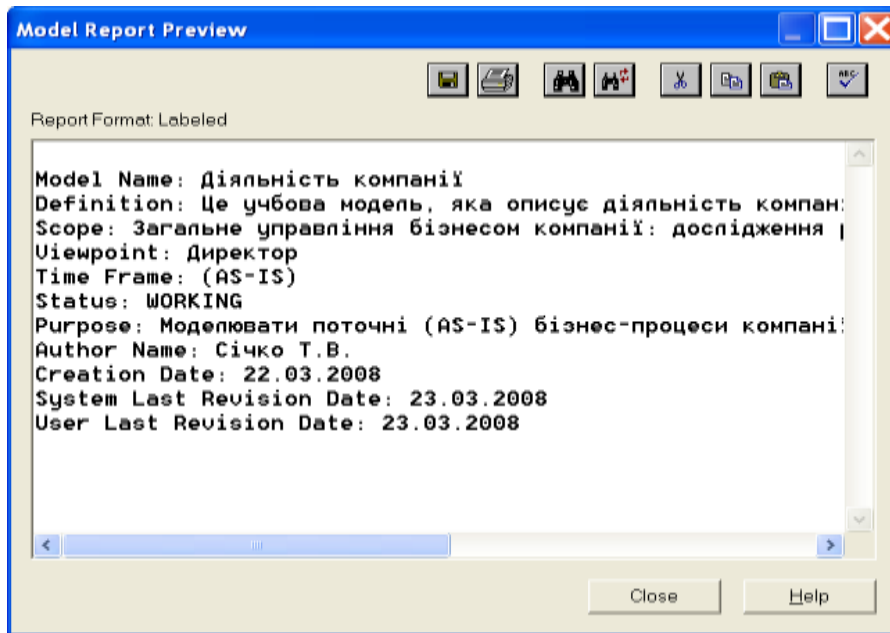 Model Report Preview
ABC
Report Format: Labeled
Model Name: Діяльність компанії
Definition: Це учбова модель, яка описує діяльність
Scope: Загальне управління бізнесом компанії: дослідження
Viewpoint: Директор
Time Frame: (AS-IS)
Status: WORKING
Purpose: Моделювати поточні (AS-IS) бізнес-процеси компанії
Author Name: Січко Т.В.
Creation Date: 22.03.2008
System Last Revision Date: 23.03.2008
User Last Revision Date: 23.03.2008
Close Help